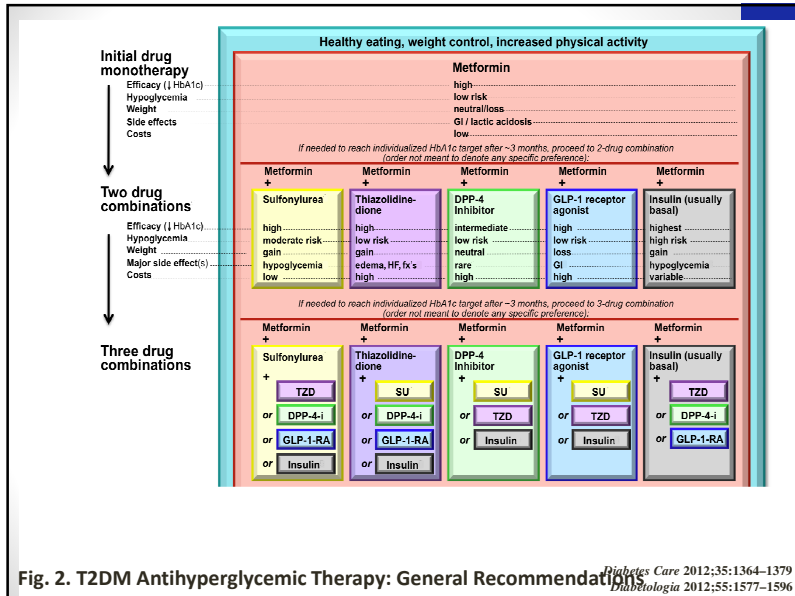 Healthy eating, weight control, increased physical activity
Initial drug
monotherapy
Metformin
Efficacy (↓HbA1c) high
Hypoglycemia low risk
Weight neutral/loss
Side effects GI / lactic acidosis
Costs low
If needed to reach individualized HbA1c target after ~3 months, proceed to 2-drug combination
(order not meant to denote any specific preference):
Metformin Metformin Metformin Metformin Metformin
+ + + + +
Two drug
combinations
Sulfonylurea Thiazolidine- DPP-4 GLP-1 receptor Insulin (usually
dione Inhibitor agonist basal)
Efficacy (↓HbA1c) high high intermediate high highest
Hypoglycemia moderate risk low risk low risk low risk high risk
Weight gain gain neutral loss gain
Major side effect(s) hypoglycemia edema, HF, fx's rare GI hypoglycemia
Costs low high high high variable
If needed to reach individualized HbA1c target after ~3 months, proceed to 3-drug combination
(order not meant to denote any specific preference):
Metformin Metformin Metformin Metformin Metformin
+ + + + +
Three drug
combinations
Sulfonylurea Thiazolidine- DPP-4 GLP-1 receptor Insulin (usually
dione Inhibitor agonist basal)
+ + + + +
TZD SU SU SU TZD
or DPP-4-i or DPP-4-i or TZD or TZD or DPP-4-i
or GLP-1-RA or GLP-1-RA or Insulin or Insulin or GLP-1-RA
or Insulin or Insulin
Fig. 2. T2DM Antihyperglycemic Therapy: General Recommendations
Diabetes Care 2012;35:1364–1379
Diabetologia 2012;55:1577–1596